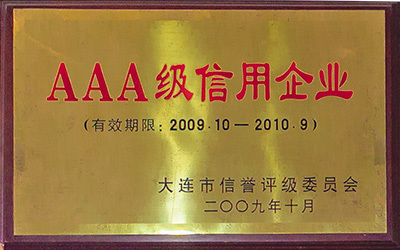 AAA级信用企业
(有效期限：2009.10—2010.9)
大连市信誉评级委员会
二〇〇九年十月